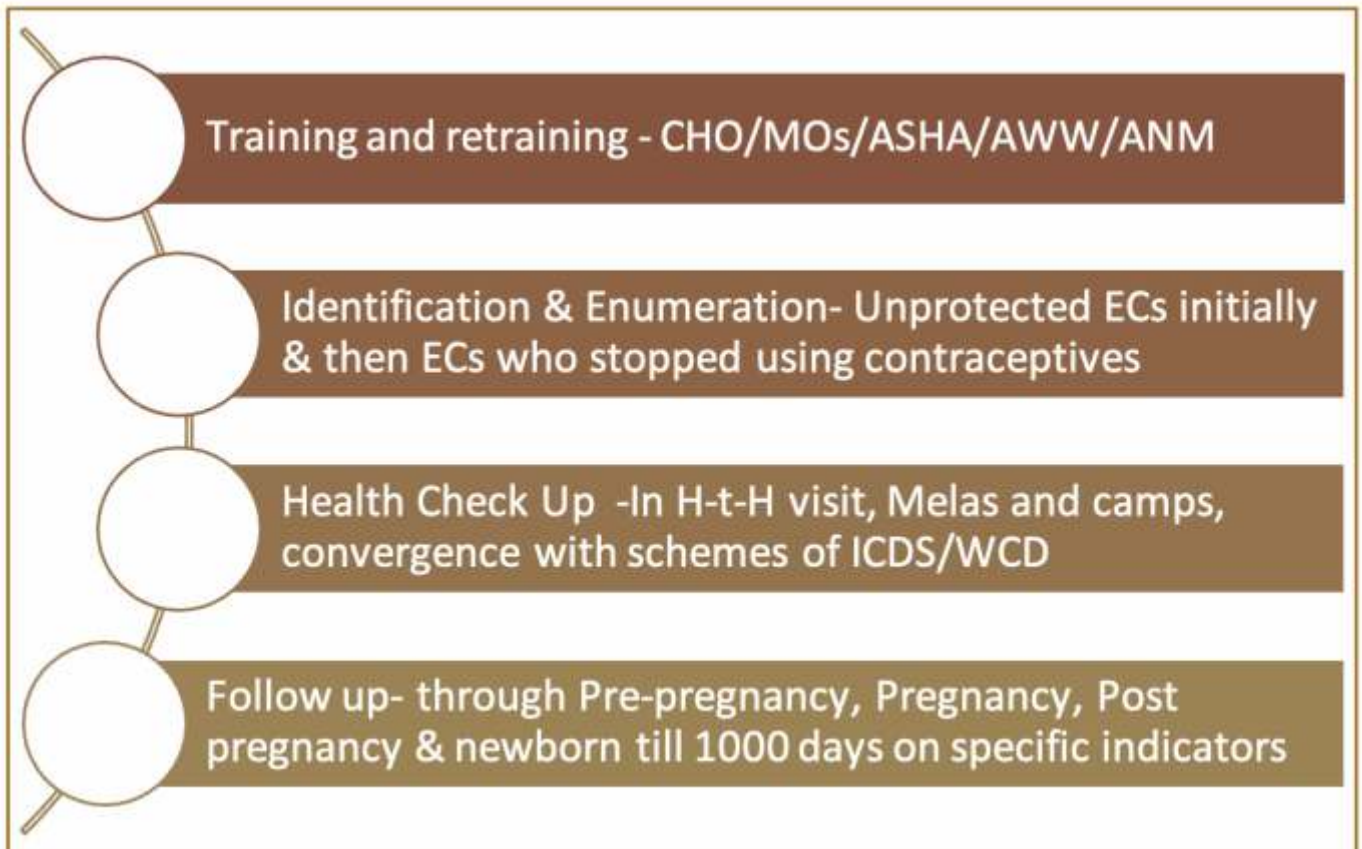 Training and retraining - CHO/MOs/ASHA/AWW/ANM
Identification & Enumeration- Unprotected ECs initially
& then ECs who stopped using contraceptives
Health Check Up -In H-t-H visit, Melas and camps,
convergence with schemes of ICDS/WCD
Follow up- through Pre-pregnancy, Pregnancy, Post
pregnancy & newborn till 1000 days on specific indicators